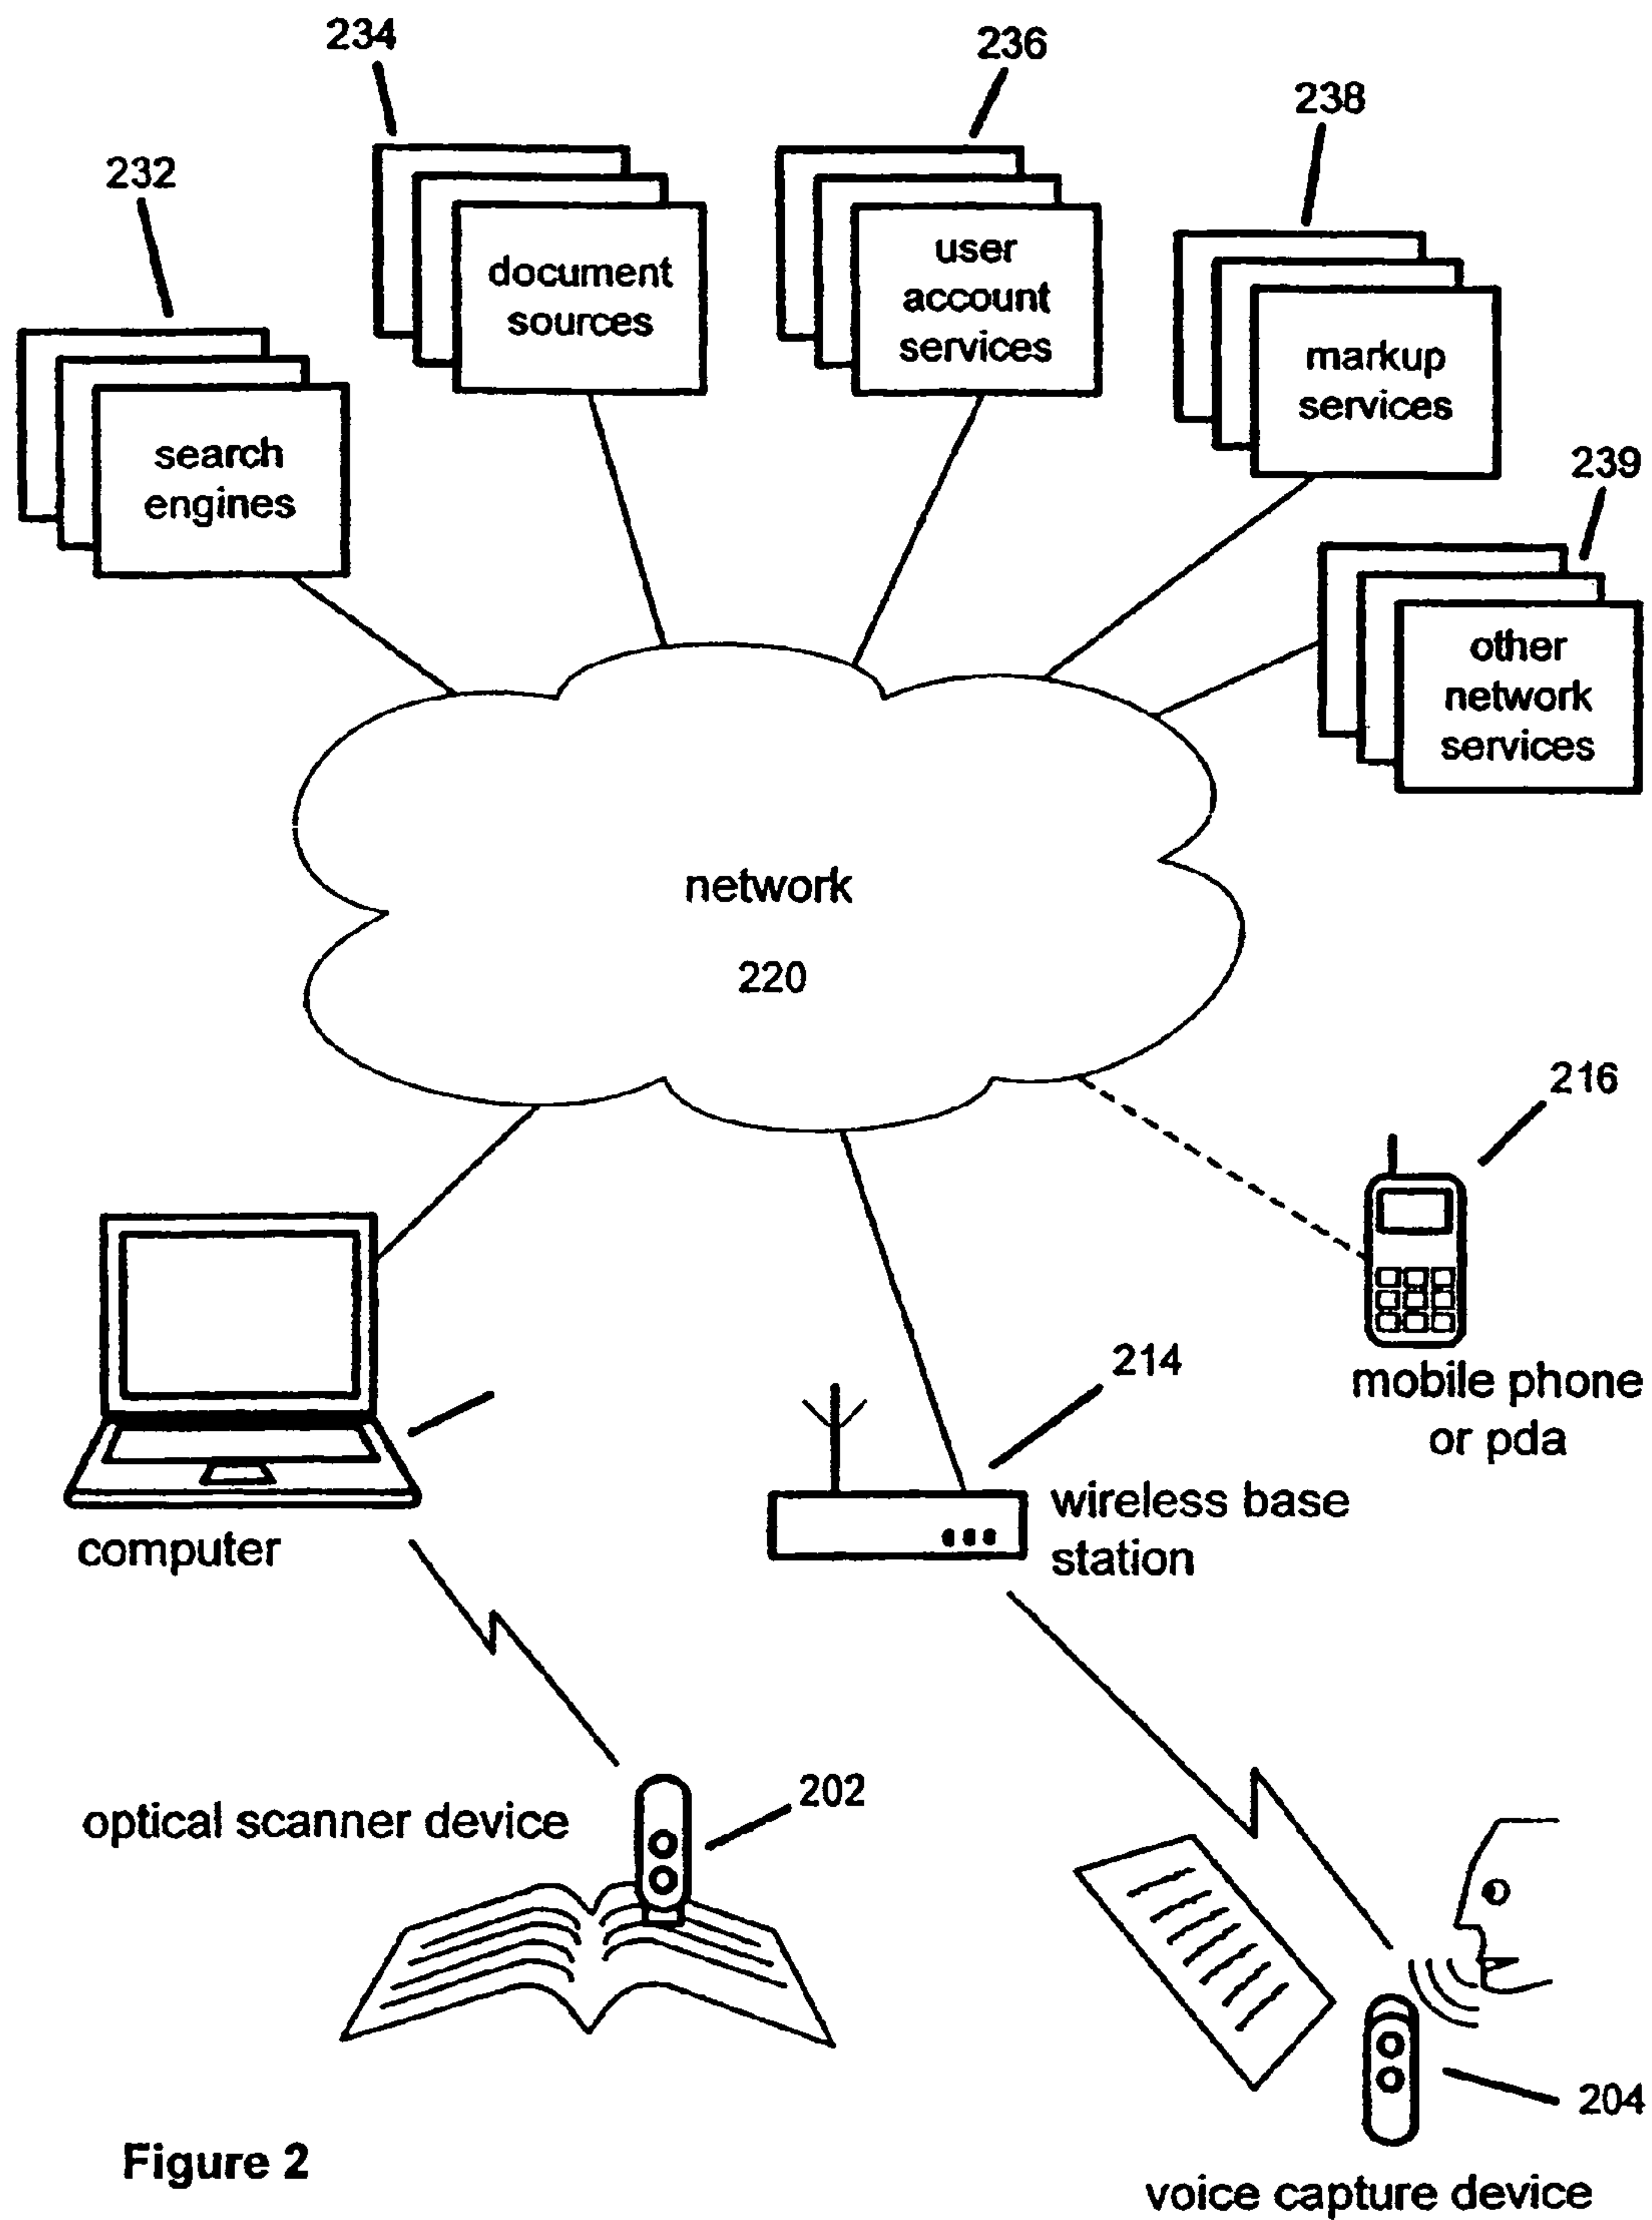 234
236
238
232
document
sources
user
account
services
markup
services
search
engines
239
other
network
services
network
220
216
mobile phone
or pda
214
wireless base
station
computer
202
optical scanner device
204
Figure 2
voice capture device